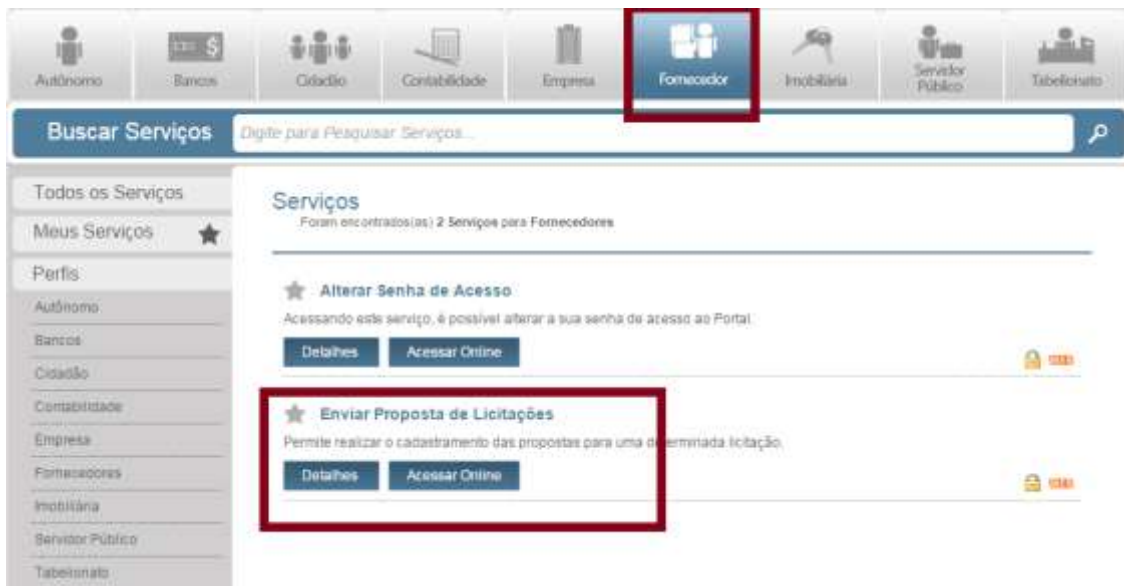 Autônomo
Bancos
Cidadão
Contabilidade
Empresa
Fornecedor
Imobiliária
Servidor
Público
Tabelionato
Buscar Serviços
Digite para Pesquisar Serviços...
Todos os Serviços
Meus Serviços
Perfis
Autônomo
Bancos
Cidadão
Contabilidade
Empresa
Fornecedores
Imobiliária
Servidor Público
Tabelionato
Serviços
Foram encontrados(as) 2 Serviços para Fornecedores
Alterar Senha de Acesso
Acessando este serviço, é possível alterar a sua senha de acesso ao Portal.
Detalhes
Acessar Online
Enviar Proposta de Licitações
Permite realizar o cadastramento das propostas para uma determinada licitação.
Detalhes
Acessar Online